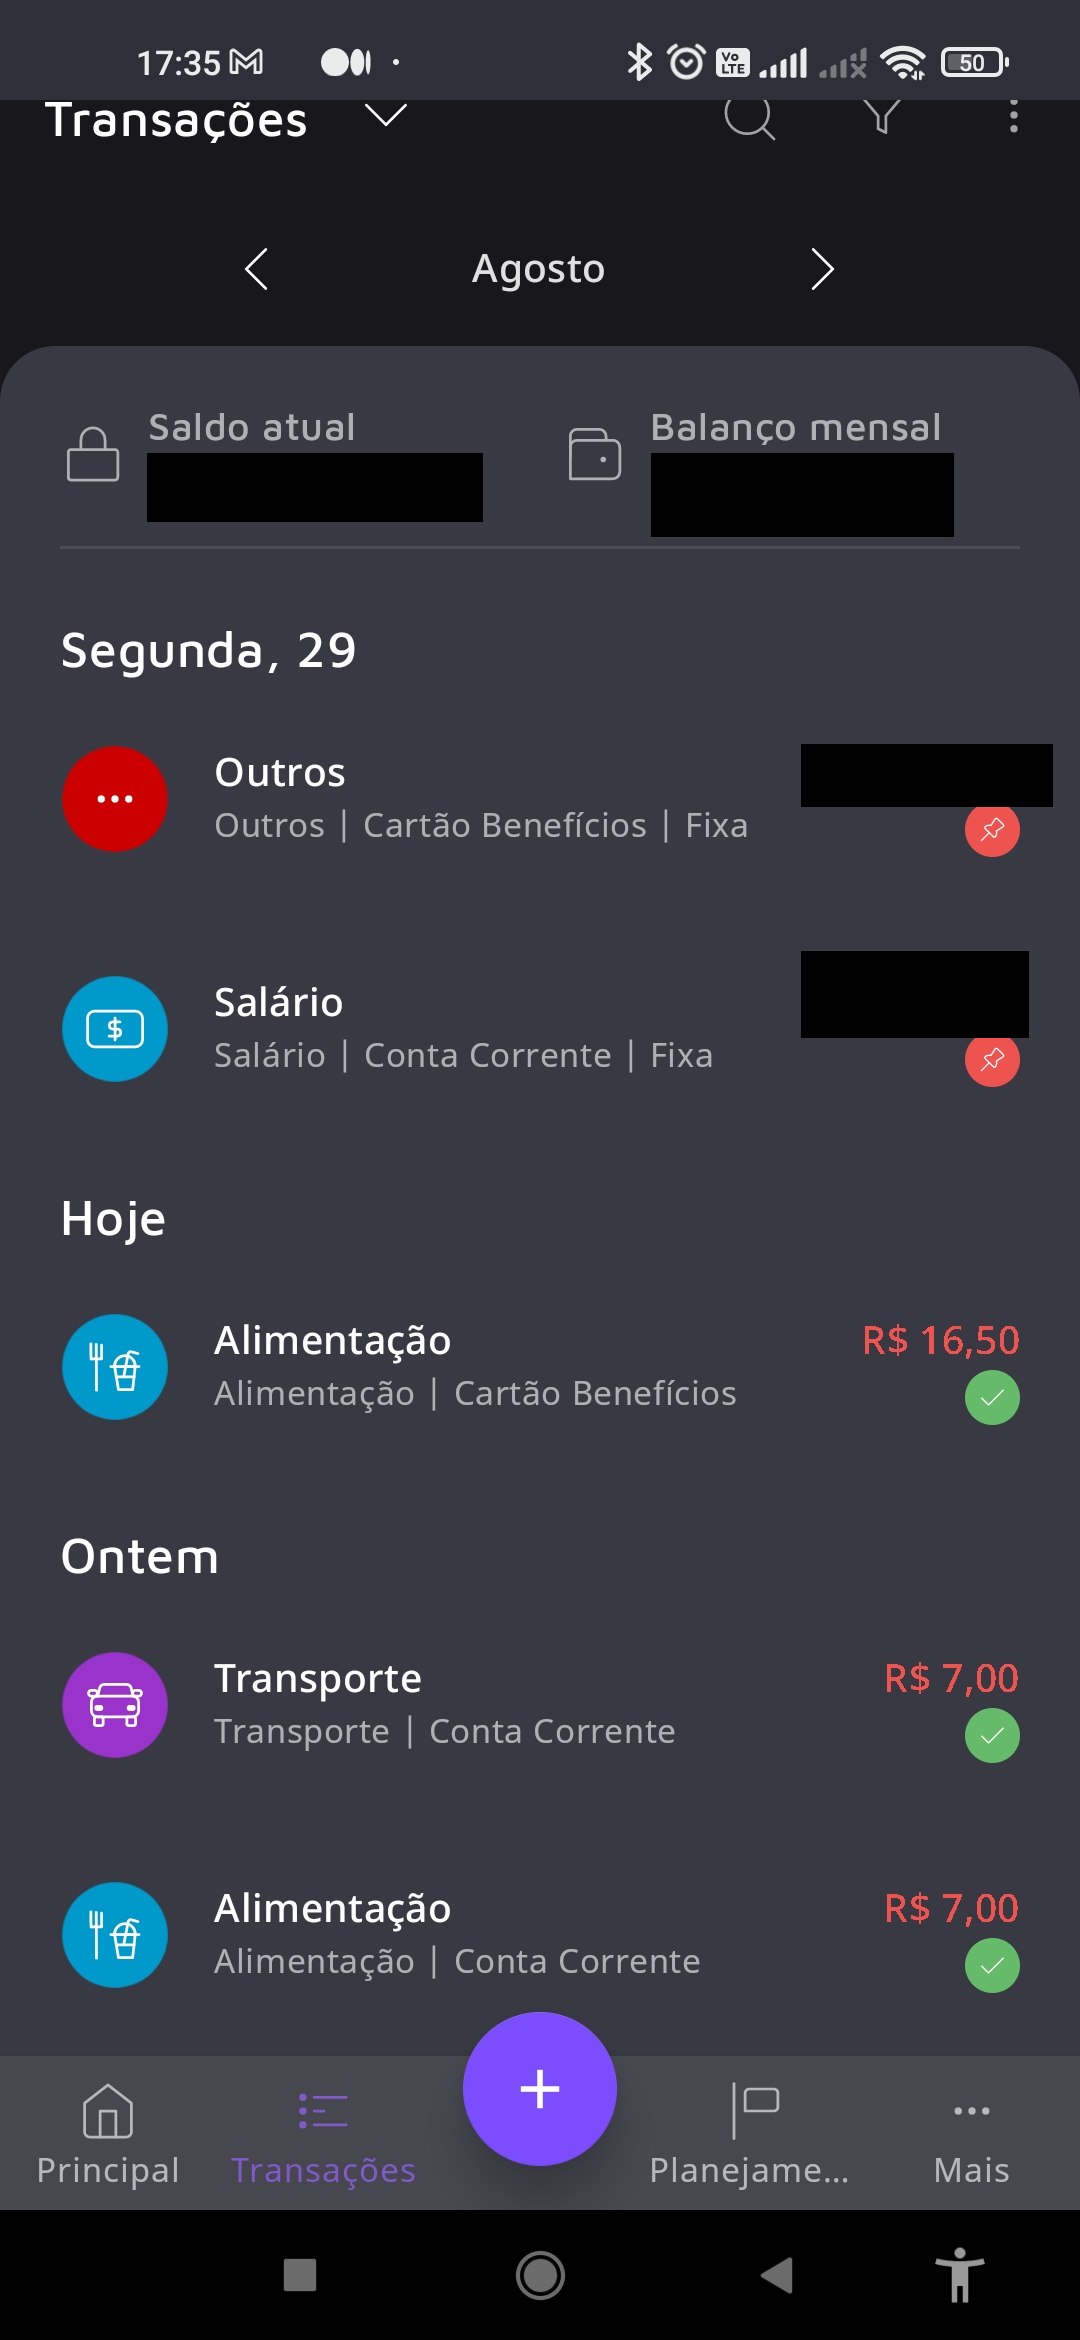 17:35
Vo LTE
50
Transações
Agosto
Saldo atual
Balanço mensal
Segunda, 29
Outros
Outros | Cartão Benefícios | Fixa
Salário
Salário | Conta Corrente | Fixa
Hoje
Alimentação
R$ 16,50
Alimentação | Cartão Benefícios
Ontem
Transporte
R$ 7,00
Transporte | Conta Corrente
Alimentação
R$ 7,00
Alimentação | Conta Corrente
Principal
Transações
Planejame...
Mais